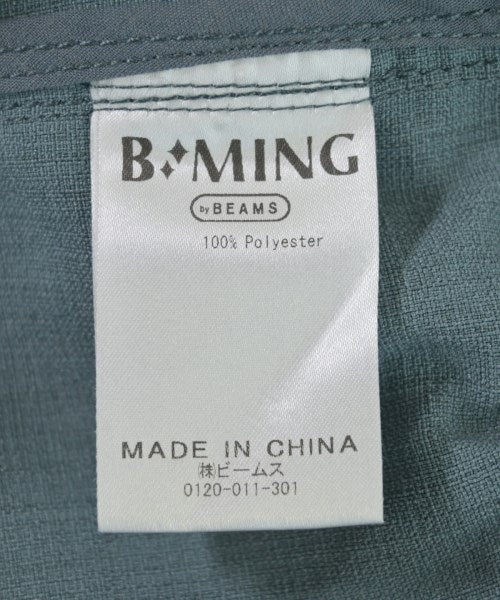 B:MING
by BEAMS
100% Polyester
MADE IN CHINA
㈱ビームス
0120-011-301